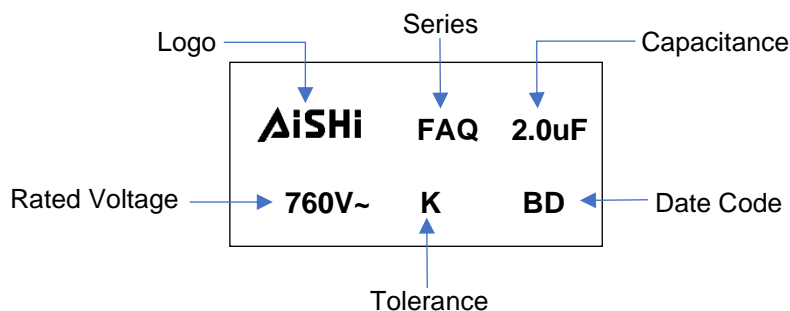 Series
Logo
Capacitance
AiSHi FAQ 2.0uF
Rated Voltage
760V~ K BD
Date Code
Tolerance